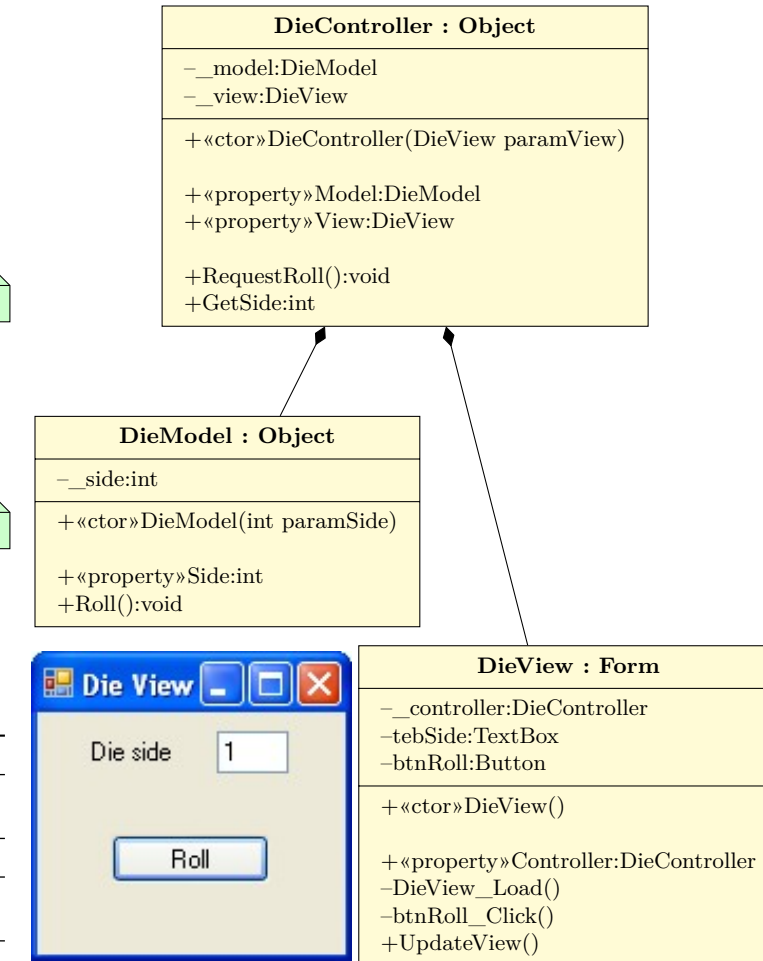 DieController : Object
–_model:DieModel
–_view:DieView
+«ctor»DieController(DieView paramView)
+«property»Model:DieModel
+«property»View:DieView
+RequestRoll():void
+GetSide:int
DieModel : Object
–_side:int
+«ctor»DieModel(int paramSide)
+«property»Side:int
+Roll():void
Die View
Die side 1
Roll
DieView : Form
–_controller:DieController
–tebSide:TextBox
–btnRoll:Button
+«ctor»DieView()
+«property»Controller:DieController
–DieView_Load()
–btnRoll_Click()
+UpdateView()